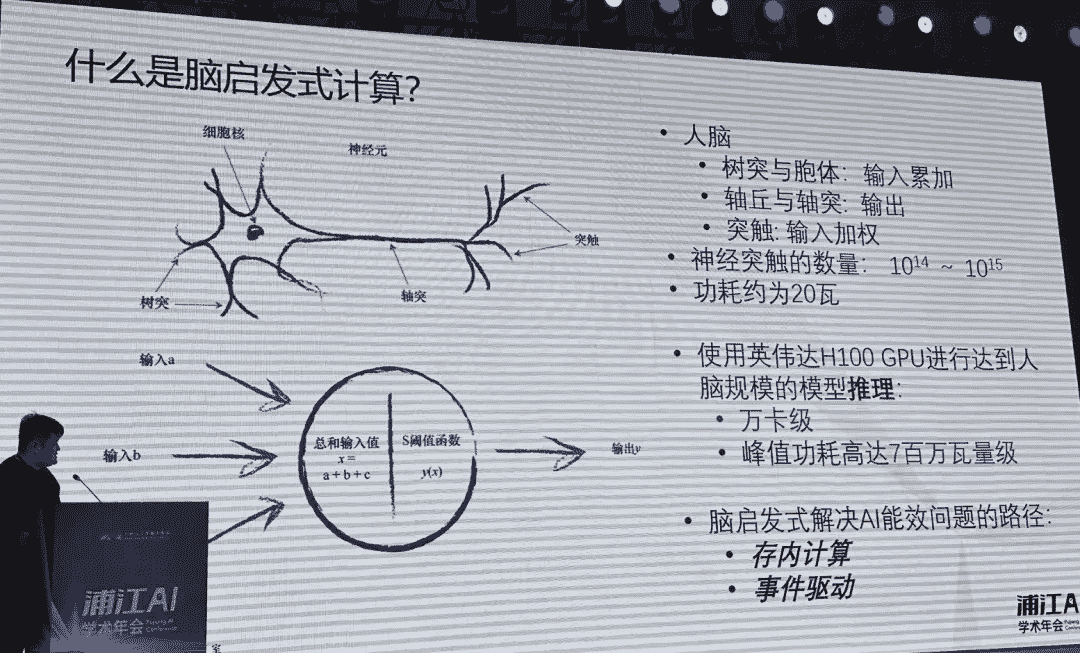 什么是脑启发式计算?
细胞核
神经元
突触
树突
轴突
输入a
输入b
总和输入值
x=
a+b+c
S阈值函数
y(x)
输出y
• 人脑
• 树突与胞体：输入累加
• 轴丘与轴突: 输出
• 突触: 输入加权
• 神经突触的数量： 10¹⁴ ~ 10¹⁵
• 功耗约为20瓦
• 使用英伟达H100 GPU进行达到人
脑规模的模型推理:
• 万卡级
• 峰值功耗高达7百万瓦量级
• 脑启发式解决AI能效问题的路径:
• 存内计算
• 事件驱动
浦江AI
学术年会 Pujiang AI
Conference
浦江AI
学术年会
室